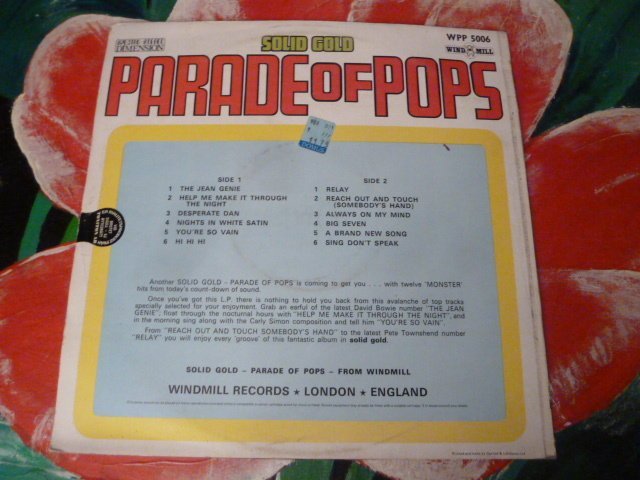 DIMENSION
SOLID GOLD
WPP 5006
WIND MILL
PARADE OF POPS
SIDE 1
1 THE JEAN GENIE
2 HELP ME MAKE IT THROUGH
THE NIGHT
3 DESPERATE DAN
4 NIGHTS IN WHITE SATIN
5 YOU'RE SO VAIN
6 HI HI HI
SIDE 2
1 RELAY
2 REACH OUT AND TOUCH
(SOMEBODY'S HAND)
3 ALWAYS ON MY MIND
4 BIG SEVEN
5 A BRAND NEW SONG
6 SING DON'T SPEAK
Another SOLID GOLD – PARADE OF POPS is coming to get you . . . with twelve 'MONSTER'
hits from today's count-down of sound.
Once you've got this L.P. there is nothing to hold you back from this avalanche of top tracks
specially selected for your enjoyment. Grab an earful of the latest David Bowie number "THE JEAN
GENIE", float through the nocturnal hours with "HELP ME MAKE IT THROUGH THE NIGHT", and
in the morning sing along with the Carly Simon composition and tell him "YOU'RE SO VAIN".
From "REACH OUT AND TOUCH SOMEBODY'S HAND" to the latest Pete Townshend number
"RELAY" you will enjoy every 'groove' of this fantastic album in solid gold.
SOLID GOLD – PARADE OF POPS – FROM WINDMILL
WINDMILL RECORDS ★ LONDON ★ ENGLAND